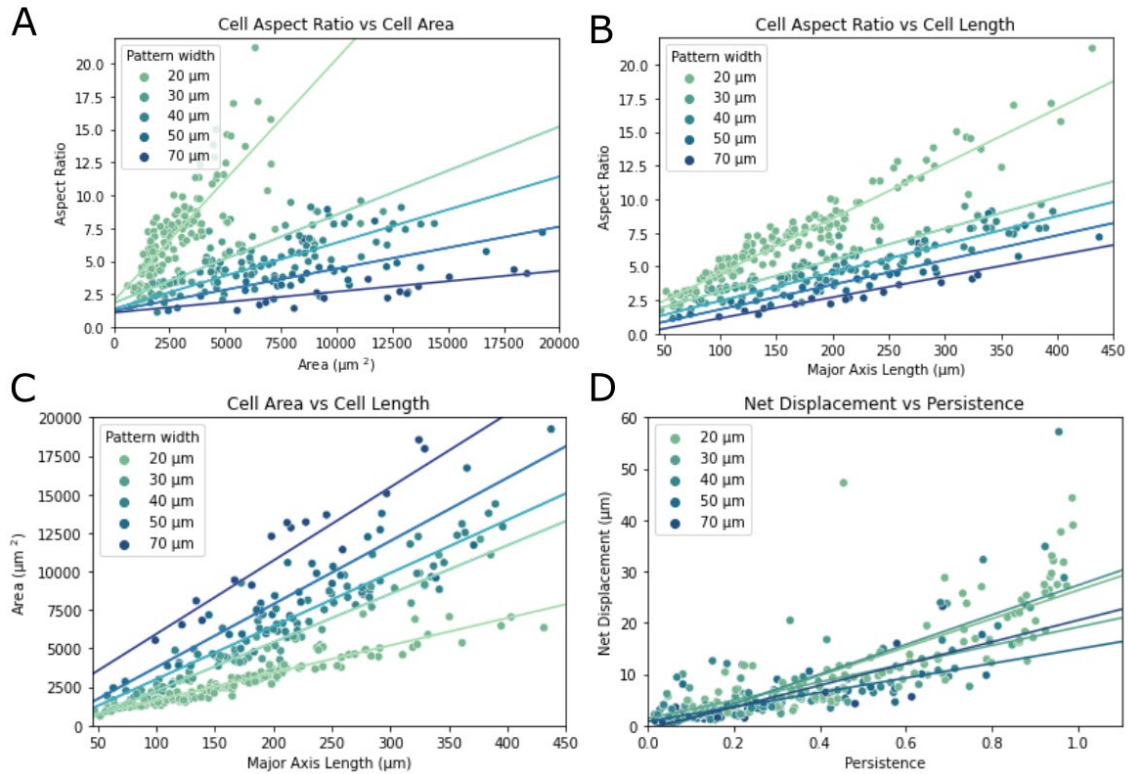 A
Cell Aspect Ratio vs Cell Area
Pattern width
20 μm
30 μm
40 μm
50 μm
70 μm
20.0
17.5
15.0
12.5
10.0
7.5
5.0
2.5
0.0
Aspect Ratio
0 2500 5000 7500 10000 12500 15000 17500 20000
Area (μm ²)
B
Cell Aspect Ratio vs Cell Length
Pattern width
20 μm
30 μm
40 μm
50 μm
70 μm
20.0
17.5
15.0
12.5
10.0
7.5
5.0
2.5
0.0
Aspect Ratio
50 100 150 200 250 300 350 400 450
Major Axis Length (μm)
C
Cell Area vs Cell Length
Pattern width
20 μm
30 μm
40 μm
50 μm
70 μm
20000
17500
15000
12500
10000
7500
5000
2500
0
Area (μm ²)
50 100 150 200 250 300 350 400 450
Major Axis Length (μm)
D
Net Displacement vs Persistence
20 μm
30 μm
40 μm
50 μm
70 μm
60
50
40
30
20
10
0
Net Displacement (μm)
0.0 0.2 0.4 0.6 0.8 1.0
Persistence